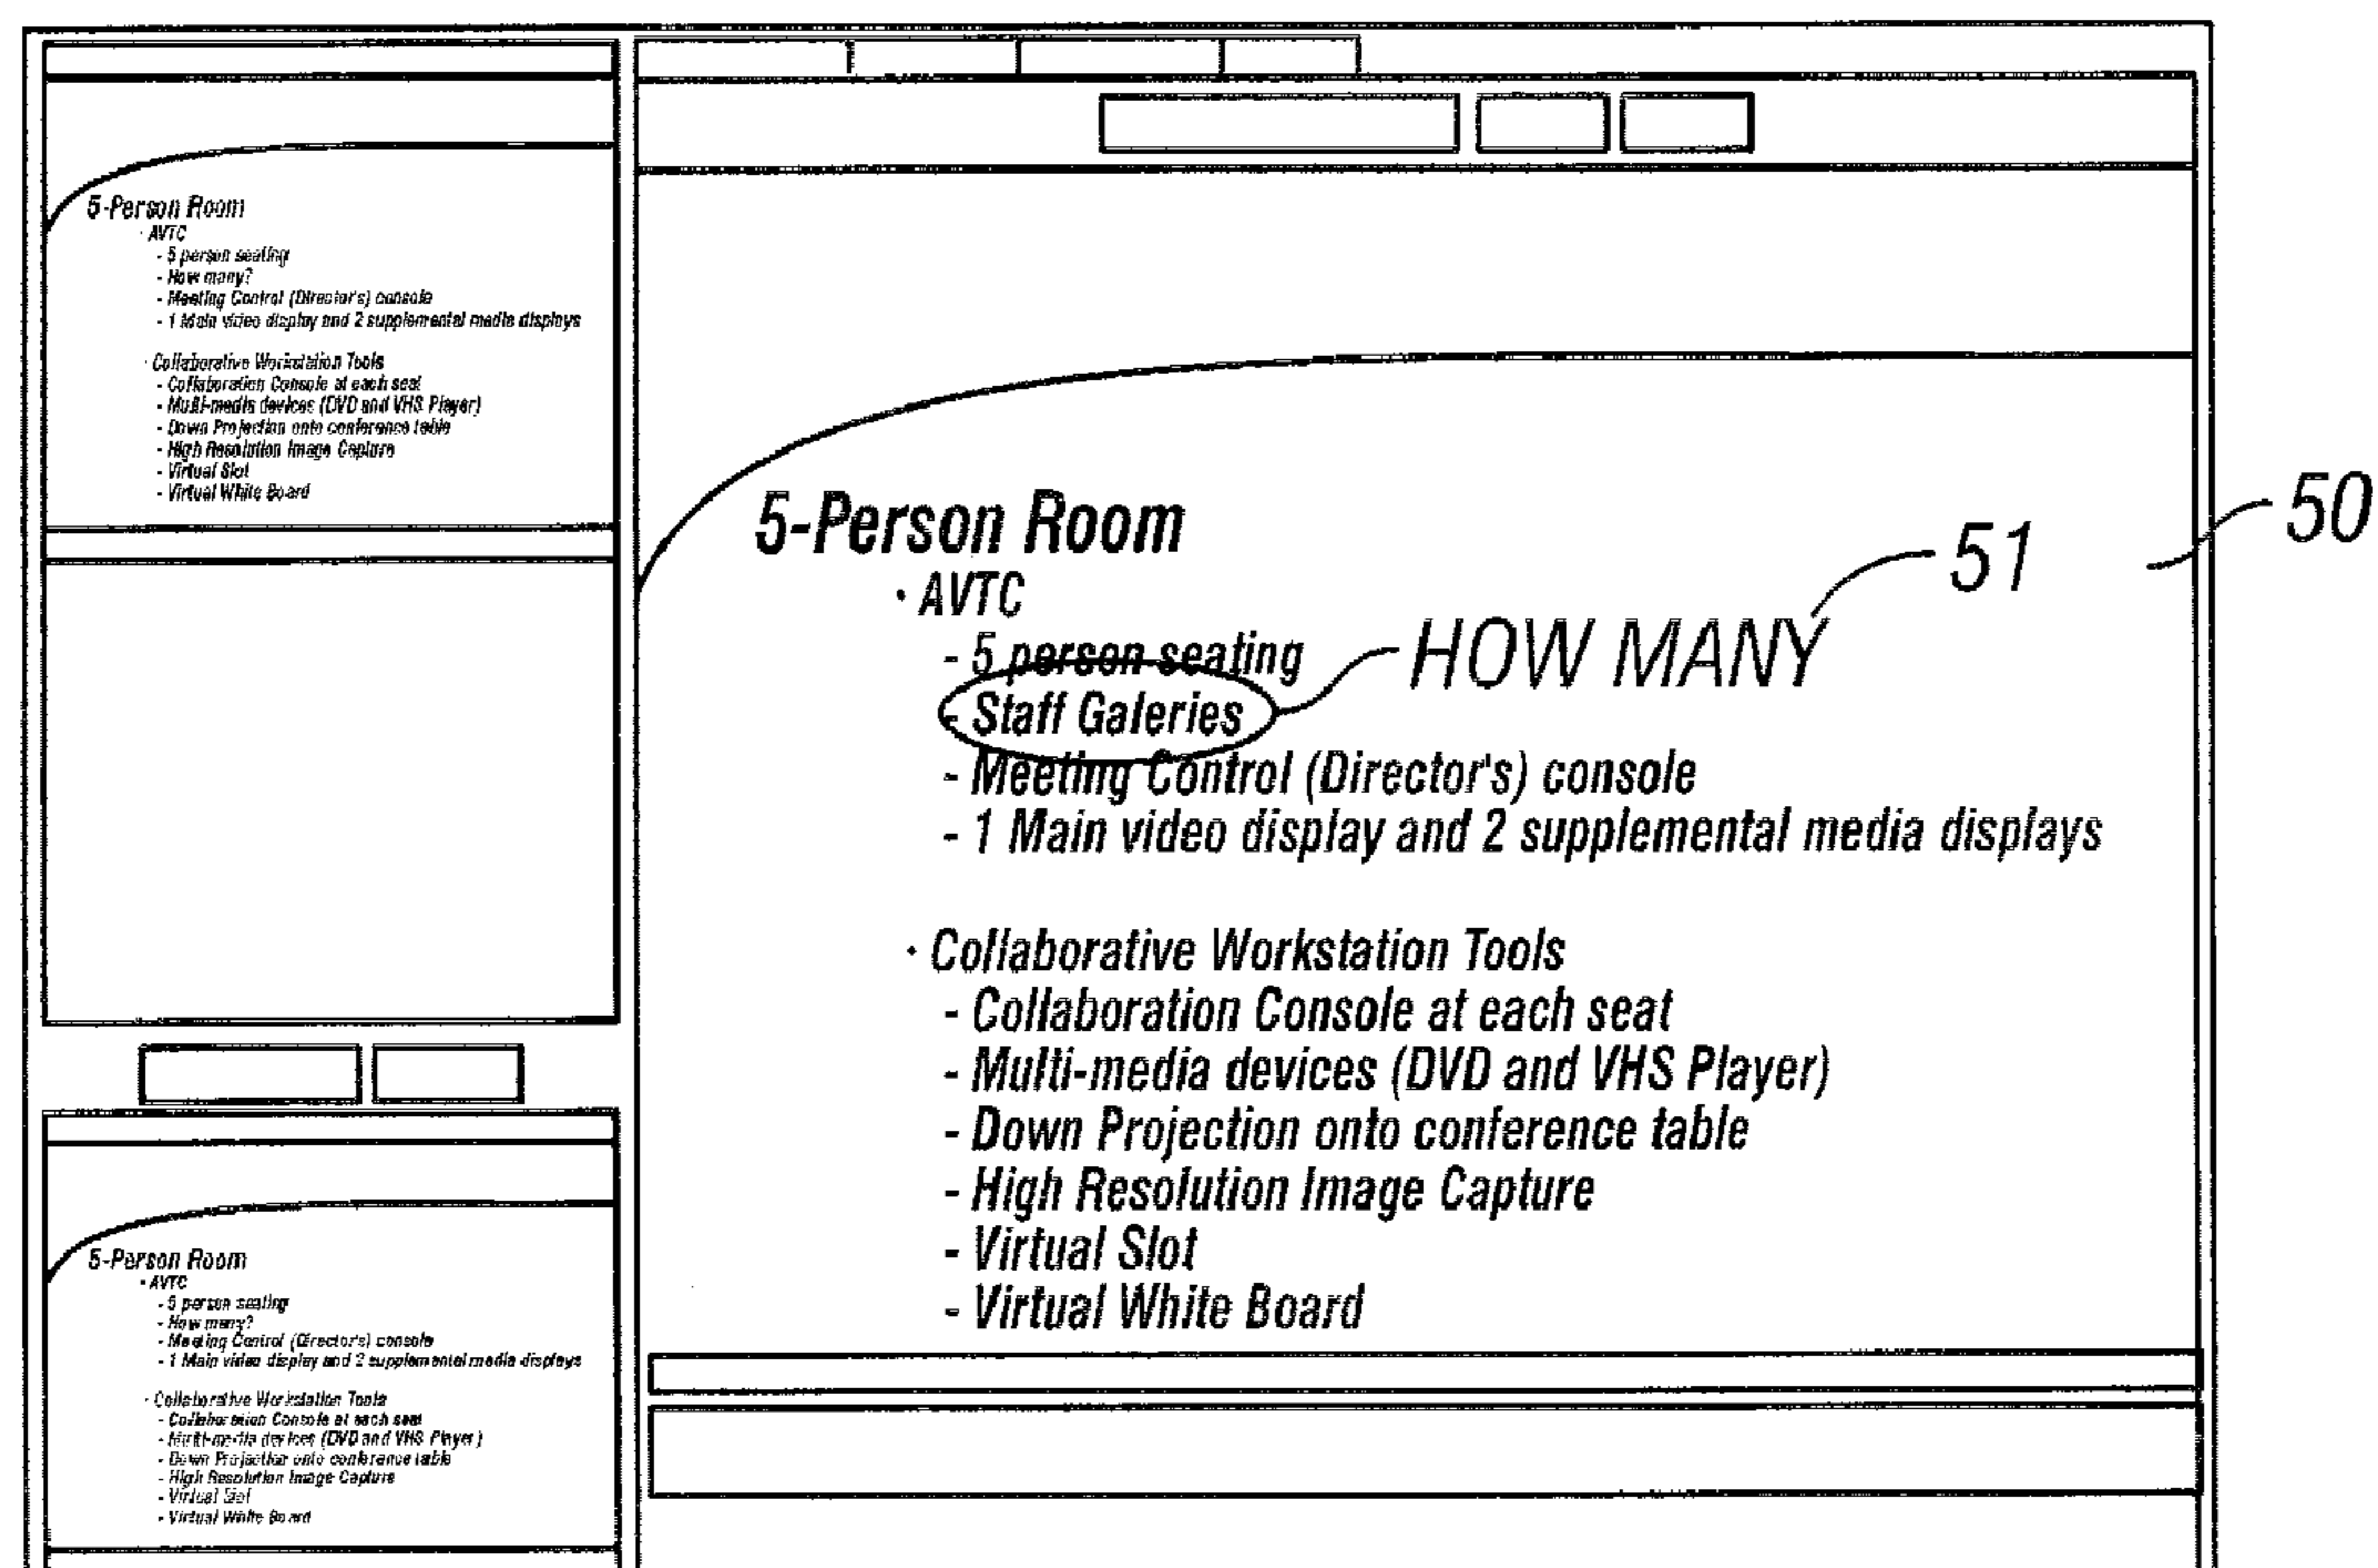 5-Person Room
· AVTC
- 5 person seating
- How many?
- Meeting Control (Director's) console
- 1 Main video display and 2 supplemental media displays
· Collaborative Workstation Tools
- Collaboration Console at each seat
- Multi-media devices (DVD and VHS Player)
- Down Projection onto conference table
- High Resolution Image Capture
- Virtual Slot
- Virtual White Board
5-Person Room
· AVTC
- 5 person seating
- How many?
- Meeting Control (Director's) console
- 1 Main video display and 2 supplemental media displays
· Collaborative Workstation Tools
- Collaboration Console at each seat
- Multi-media devices (DVD and VHS Player)
- Down Projection onto conference table
- High Resolution Image Capture
- Virtual Slot
- Virtual White Board
5-Person Room
· AVTC
- 5 person seating
- Staff Galeries
- Meeting Control (Director's) console
- 1 Main video display and 2 supplemental media displays
· Collaborative Workstation Tools
- Collaboration Console at each seat
- Multi-media devices (DVD and VHS Player)
- Down Projection onto conference table
- High Resolution Image Capture
- Virtual Slot
- Virtual White Board
HOW MANY
51
50